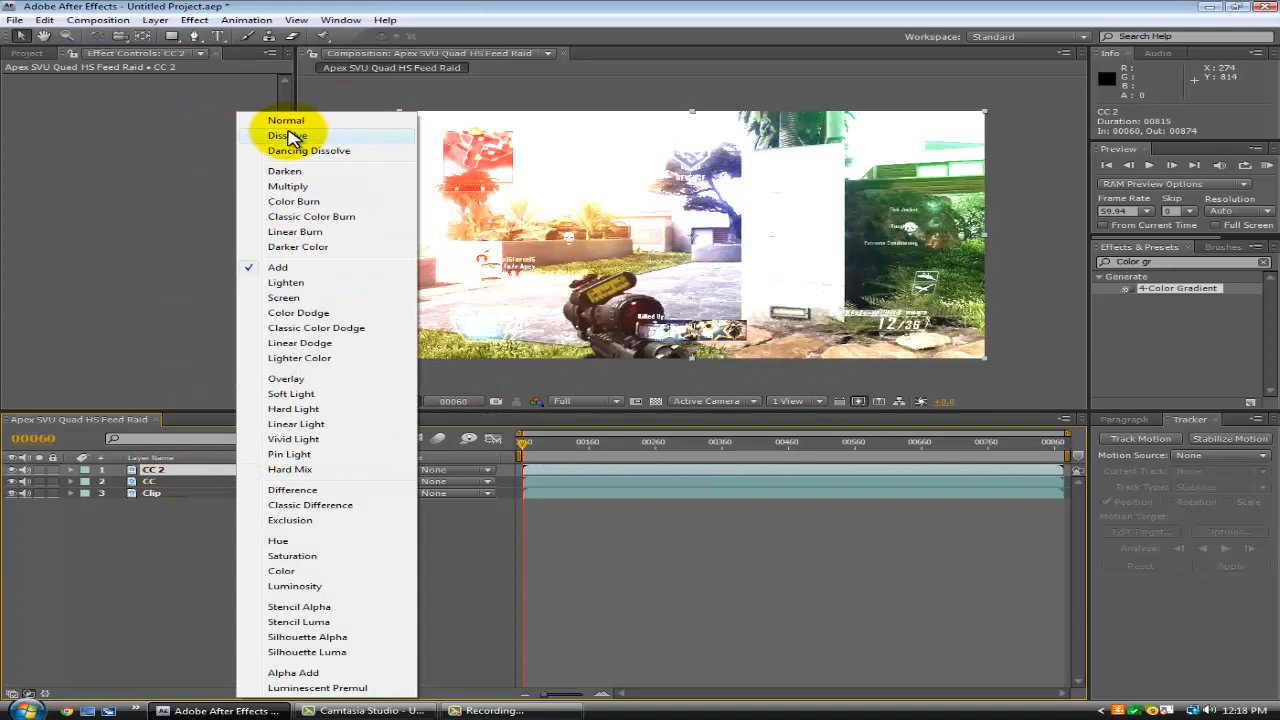 Adobe After Effects - Untitled Project.aep *
File Edit Composition Layer Effect Animation View Window Help
Workspace: Standard
Search Help
Project Effect Controls: CC 2
Composition: Apex SVU Quad HS Feed Raid
Info Audio
Apex SVU Quad HS Feed Raid • CC 2
Apex SVU Quad HS Feed Raid
R:
G:
B:
A: 0
X: 274
Y: 814
CC 2
Duration: 00815
In: 00060, Out: 00874
Preview
RAM Preview Options
Frame Rate Skip Resolution
59.94 0 Auto
From Current Time Full Screen
Effects & Presets Brushes
Color gr
Generate
4-Color Gradient
Normal
Dissolve
Dancing Dissolve
Darken
Multiply
Color Burn
Classic Color Burn
Linear Burn
Darker Color
Add
Lighten
Screen
Color Dodge
Classic Color Dodge
Linear Dodge
Lighter Color
Overlay
Soft Light
Hard Light
Linear Light
Vivid Light
Pin Light
Hard Mix
Difference
Classic Difference
Exclusion
Hue
Saturation
Color
Luminosity
Stencil Alpha
Stencil Luma
Silhouette Alpha
Silhouette Luma
Alpha Add
Luminescent Premul
Extreme Conditioning
Killed By
12/36
00060 Full Active Camera 1 View +0.0
Apex SVU Quad HS Feed Raid
00060
00160 00260 00360 00460 00560 00660 00760 00860
# Layer Name
1 CC 2 None
2 CC None
3 Clip None
Paragraph Tracker
Track Motion Stabilize Motion
Motion Source: None
Current Track:
Track Type: Stabilize
Position Rotation Scale
Motion Target:
Edit Target... Options...
Analyze:
Reset Apply
Adobe After Effects ... Camtasia Studio - U... Recording...
12:18 PM